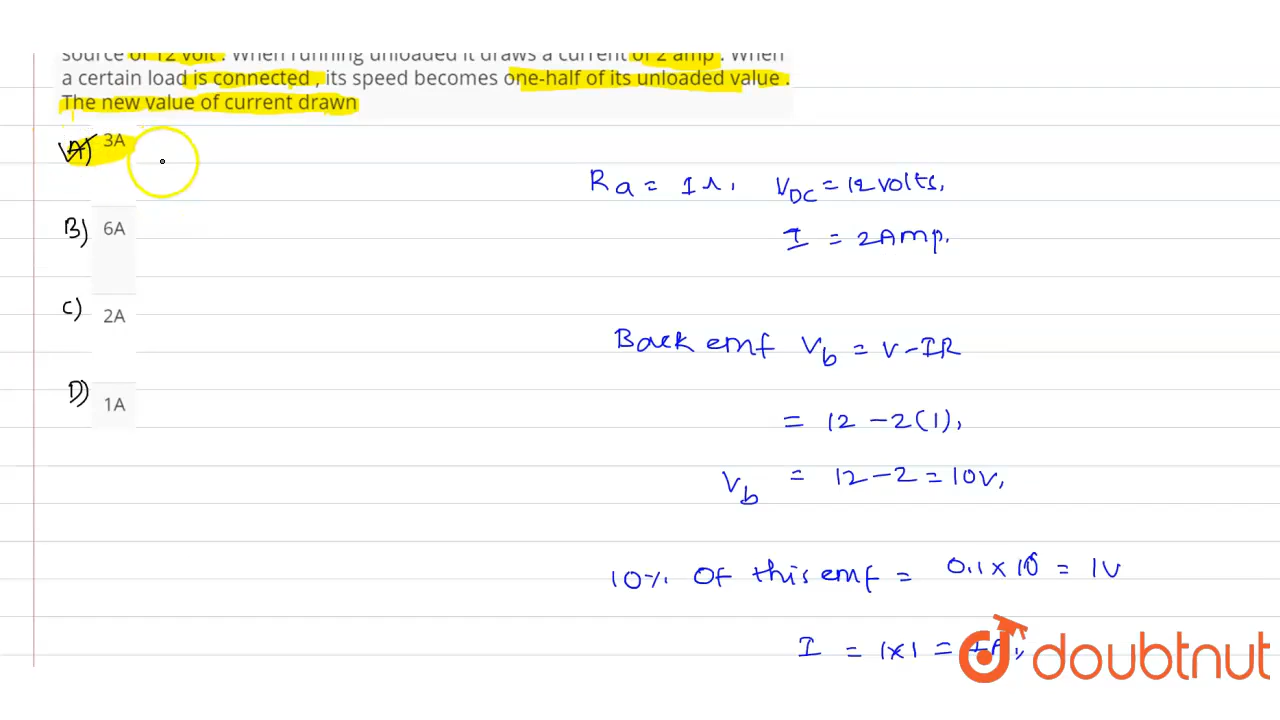 source of 12 volt . When running unloaded it draws a current of 2 amp . When
a certain load is connected , its speed becomes one-half of its unloaded value .
The new value of current drawn
A) 3A
B) 6A
C) 2A
D) 1A
Ra = 1Ω, VDC = 12 volts,
I = 2Amp.
Back emf Vb = V-IR
= 12 - 2(1),
Vb = 12 - 2 = 10V,
10% Of this emf = 0.1 x 10 = 1V
I = 1x1 = 1A,
doubtnut